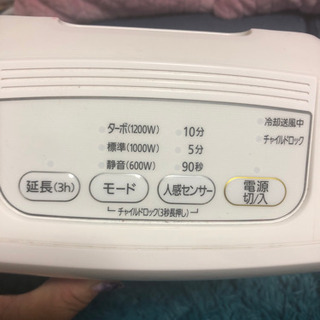 ターボ(1200W) 10分 冷却送風中
標準(1000W) 5分 チャイルドロック
静音(600W) 90秒
延長(3h) モード 人感センサー 電源
切/入
チャイルドロック(3秒長押し)